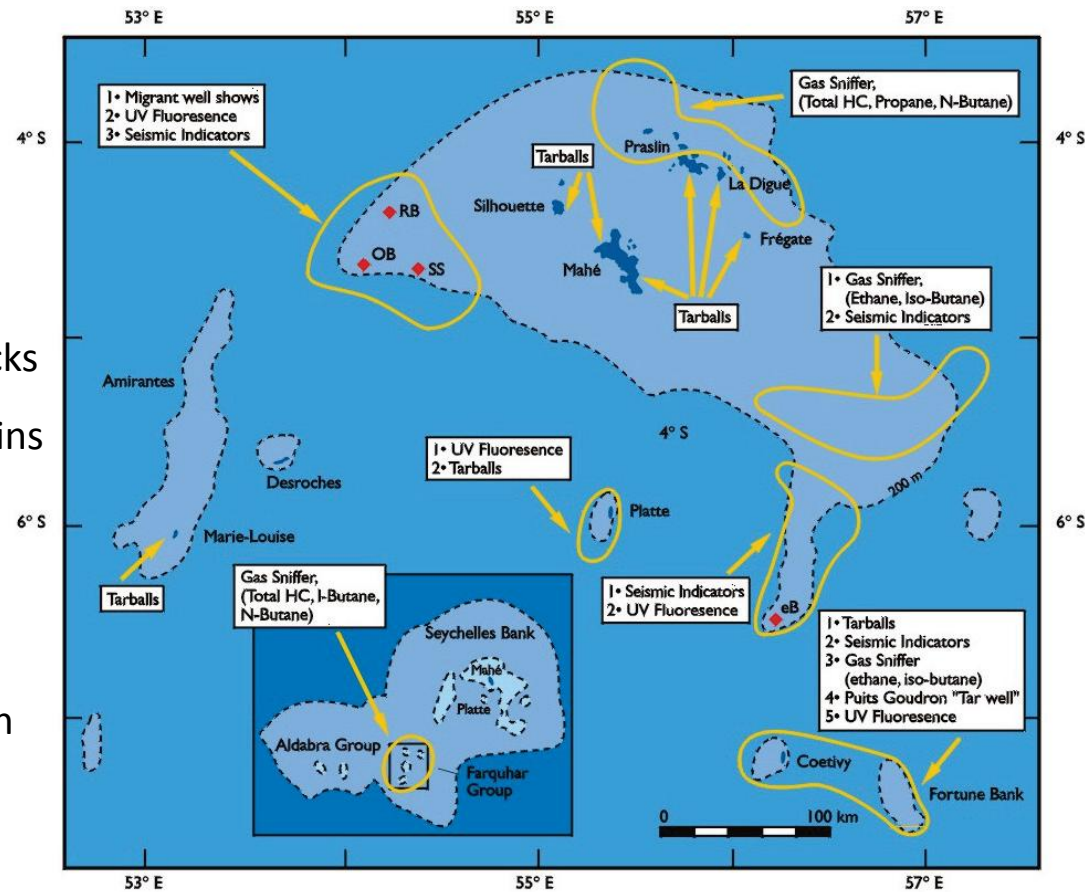 53° E
55° E
57° E
1• Migrant well shows
2• UV Fluoresence
3• Seismic Indicators
Gas Sniffer,
(Total HC, Propane, N-Butane)
4° S
4° S
Tarballs
Praslin
La Digue
Silhouette
RB
Frégate
OB
SS
Mahé
1• Gas Sniffer,
(Ethane, Iso-Butane)
2• Seismic Indicators
Tarballs
cks
Amirantes
ins
4° S
1• UV Fluoresence
2• Tarballs
Desroches
200 m
Platte
6° S
6° S
Marie-Louise
Tarballs
Gas Sniffer,
(Total HC, I-Butane,
N-Butane)
1• Seismic Indicators
2• UV Fluoresence
eB
1• Tarballs
2• Seismic Indicators
3• Gas Sniffer
(ethane, iso-butane)
4• Puits Goudron "Tar well"
5• UV Fluoresence
Seychelles Bank
Mahé
Platte
Aldabra Group
Farquhar
Group
Coetivy
Fortune Bank
0
100 km
53° E
55° E
57° E